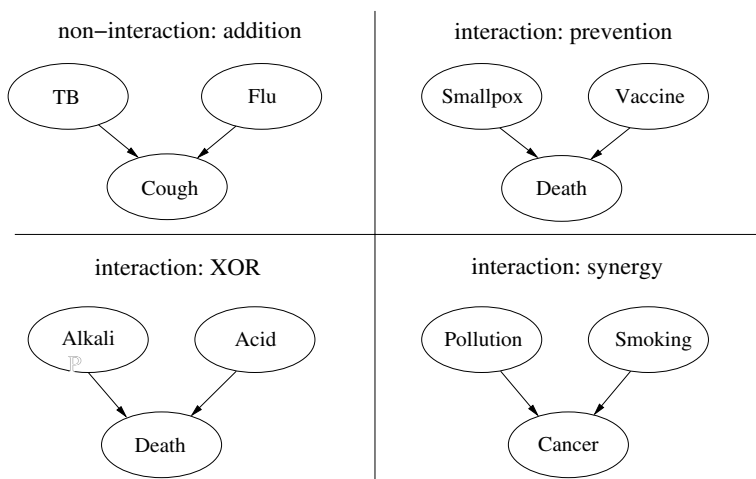 non−interaction: addition
TB
Flu
Cough
interaction: prevention
Smallpox
Vaccine
Death
interaction: XOR
Alkali
Acid
ℙ
Death
interaction: synergy
Pollution
Smoking
Cancer